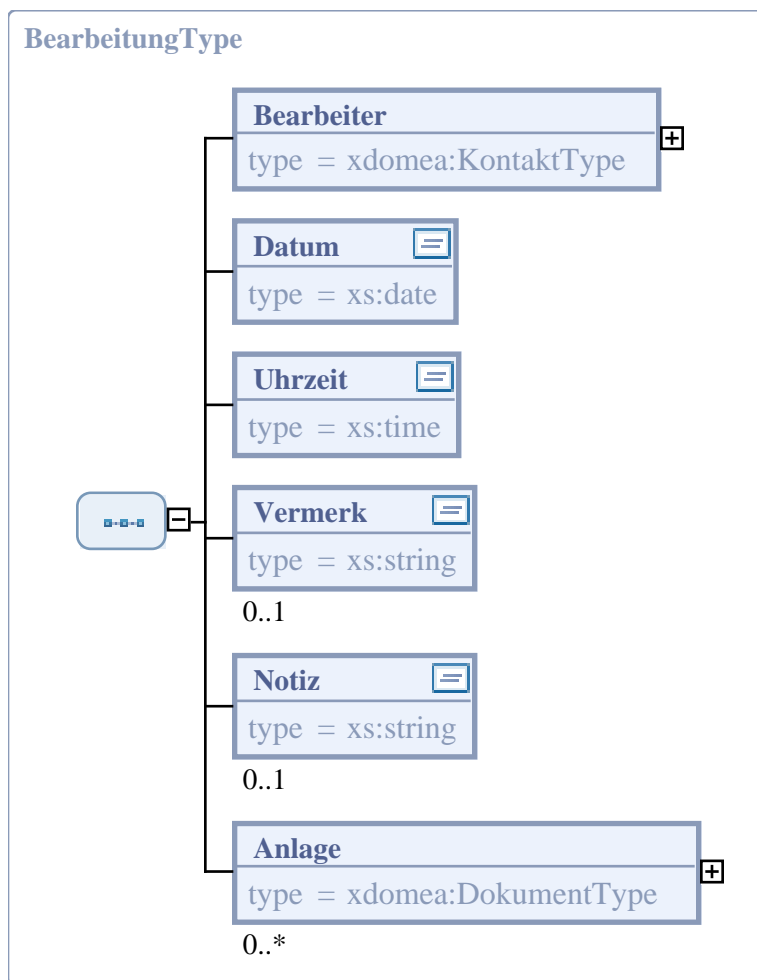 BearbeitungType
Bearbeiter
type = xdomea:KontaktType
Datum
type = xs:date
Uhrzeit
type = xs:time
Vermerk
type = xs:string
0..1
Notiz
type = xs:string
0..1
Anlage
type = xdomea:DokumentType
0..*